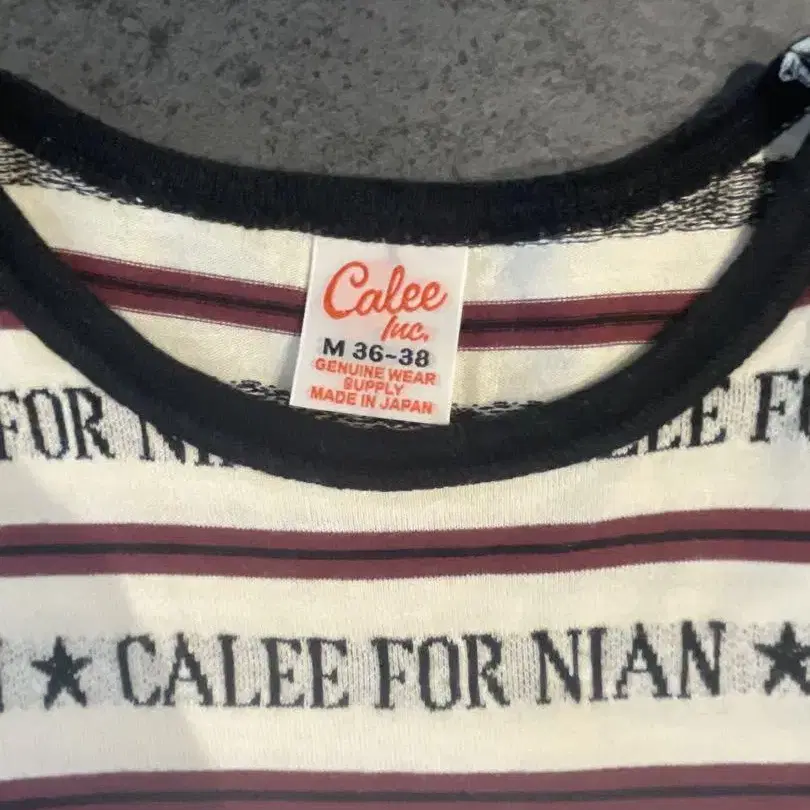 Calee
Inc.
M 36-38
GENUINE WEAR
SUPPLY
MADE IN JAPAN
FOR
★ CALEE FOR NIAN ★